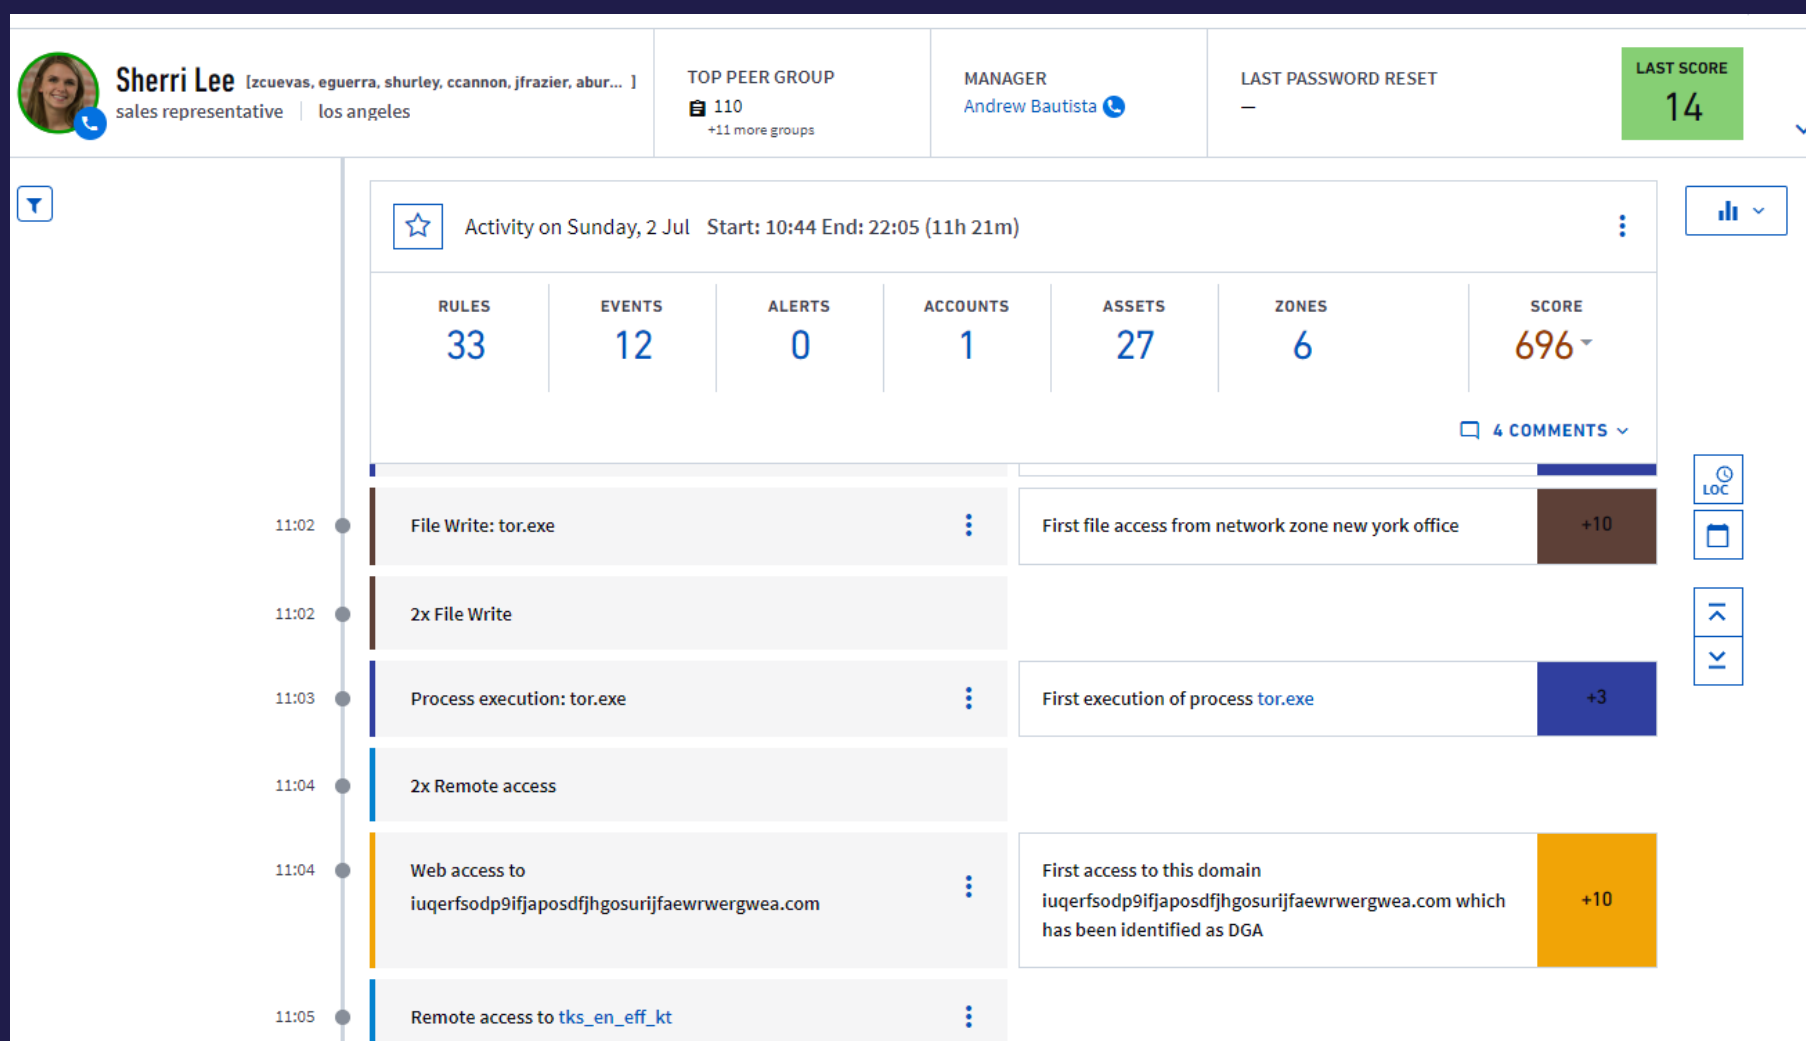 Sherri Lee [zcuevas, eguerra, shurley, ccannon, jfrazier, abur... ]
sales representative | los angeles
TOP PEER GROUP
110
+11 more groups
MANAGER
Andrew Bautista
LAST PASSWORD RESET
–
LAST SCORE
14
Activity on Sunday, 2 Jul Start: 10:44 End: 22:05 (11h 21m)
RULES
33
EVENTS
12
ALERTS
0
ACCOUNTS
1
ASSETS
27
ZONES
6
SCORE
696
4 COMMENTS
LOC
11:02 File Write: tor.exe
First file access from network zone new york office +10
11:02 2x File Write
11:03 Process execution: tor.exe
First execution of process tor.exe +3
11:04 2x Remote access
11:04 Web access to
iuqerfsodp9ifjaposdfjhgosurijfaewrwergwea.com
First access to this domain
iuqerfsodp9ifjaposdfjhgosurijfaewrwergwea.com which
has been identified as DGA
+10
11:05 Remote access to tks_en_eff_kt